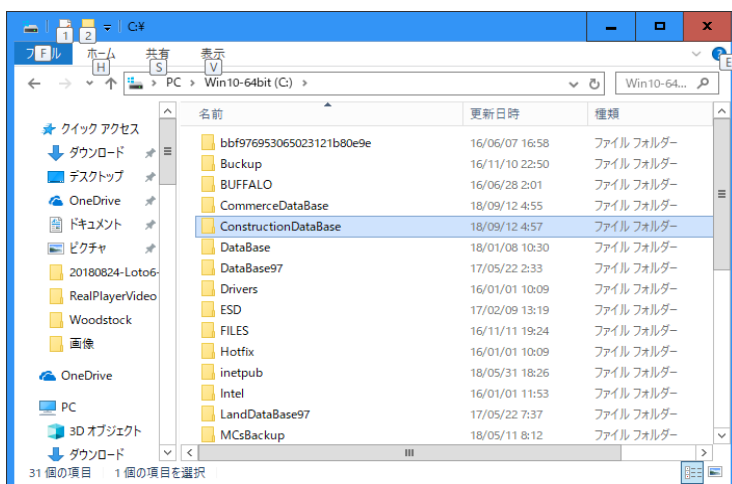 C:¥
1 2
ファイル ホーム 共有 表示
F H S V E
PC > Win10-64bit (C:) >
Win10-64...
クイック アクセス
ダウンロード
デスクトップ
OneDrive
ドキュメント
ピクチャ
20180824-Loto6-
RealPlayerVideo
Woodstock
画像
OneDrive
PC
3D オブジェクト
ダウンロード
名前 更新日時 種類
bbf976953065023121b80e9e 16/06/07 16:58 ファイル フォルダー
Buckup 16/11/10 22:50 ファイル フォルダー
BUFFALO 16/06/28 2:01 ファイル フォルダー
CommerceDataBase 18/09/12 4:55 ファイル フォルダー
ConstructionDataBase 18/09/12 4:57 ファイル フォルダー
DataBase 18/01/08 10:30 ファイル フォルダー
DataBase97 17/05/22 2:33 ファイル フォルダー
Drivers 16/01/01 10:09 ファイル フォルダー
ESD 17/02/09 13:19 ファイル フォルダー
FILES 16/11/11 19:24 ファイル フォルダー
Hotfix 16/01/01 10:09 ファイル フォルダー
inetpub 18/05/31 18:26 ファイル フォルダー
Intel 16/01/01 11:53 ファイル フォルダー
LandDataBase97 17/05/22 7:37 ファイル フォルダー
MCsBackup 18/05/11 8:12 ファイル フォルダー
31 個の項目 1 個の項目を選択